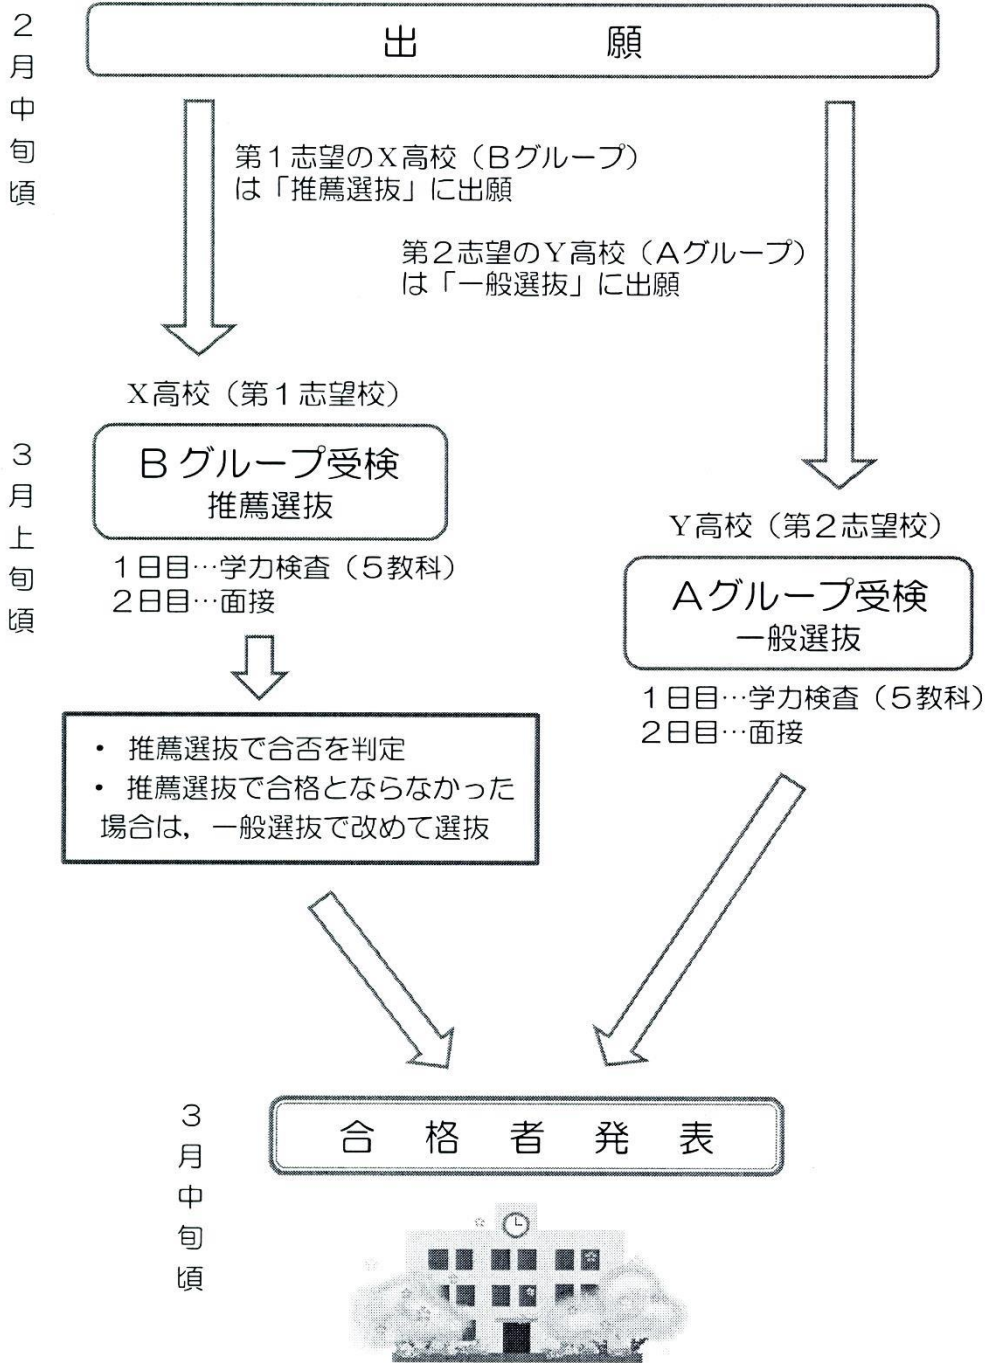 2月中旬頃
出願
第1志望のX高校（Bグループ）
は「推薦選抜」に出願
第2志望のY高校（Aグループ）
は「一般選抜」に出願
3月上旬頃
X高校（第1志望校）
Bグループ受検
推薦選抜
1日目…学力検査（5教科）
2日目…面接
・ 推薦選抜で合否を判定
・ 推薦選抜で合格とならなかった
場合は，一般選抜で改めて選抜
Y高校（第2志望校）
Aグループ受検
一般選抜
1日目…学力検査（5教科）
2日目…面接
3月中旬頃
合格者発表